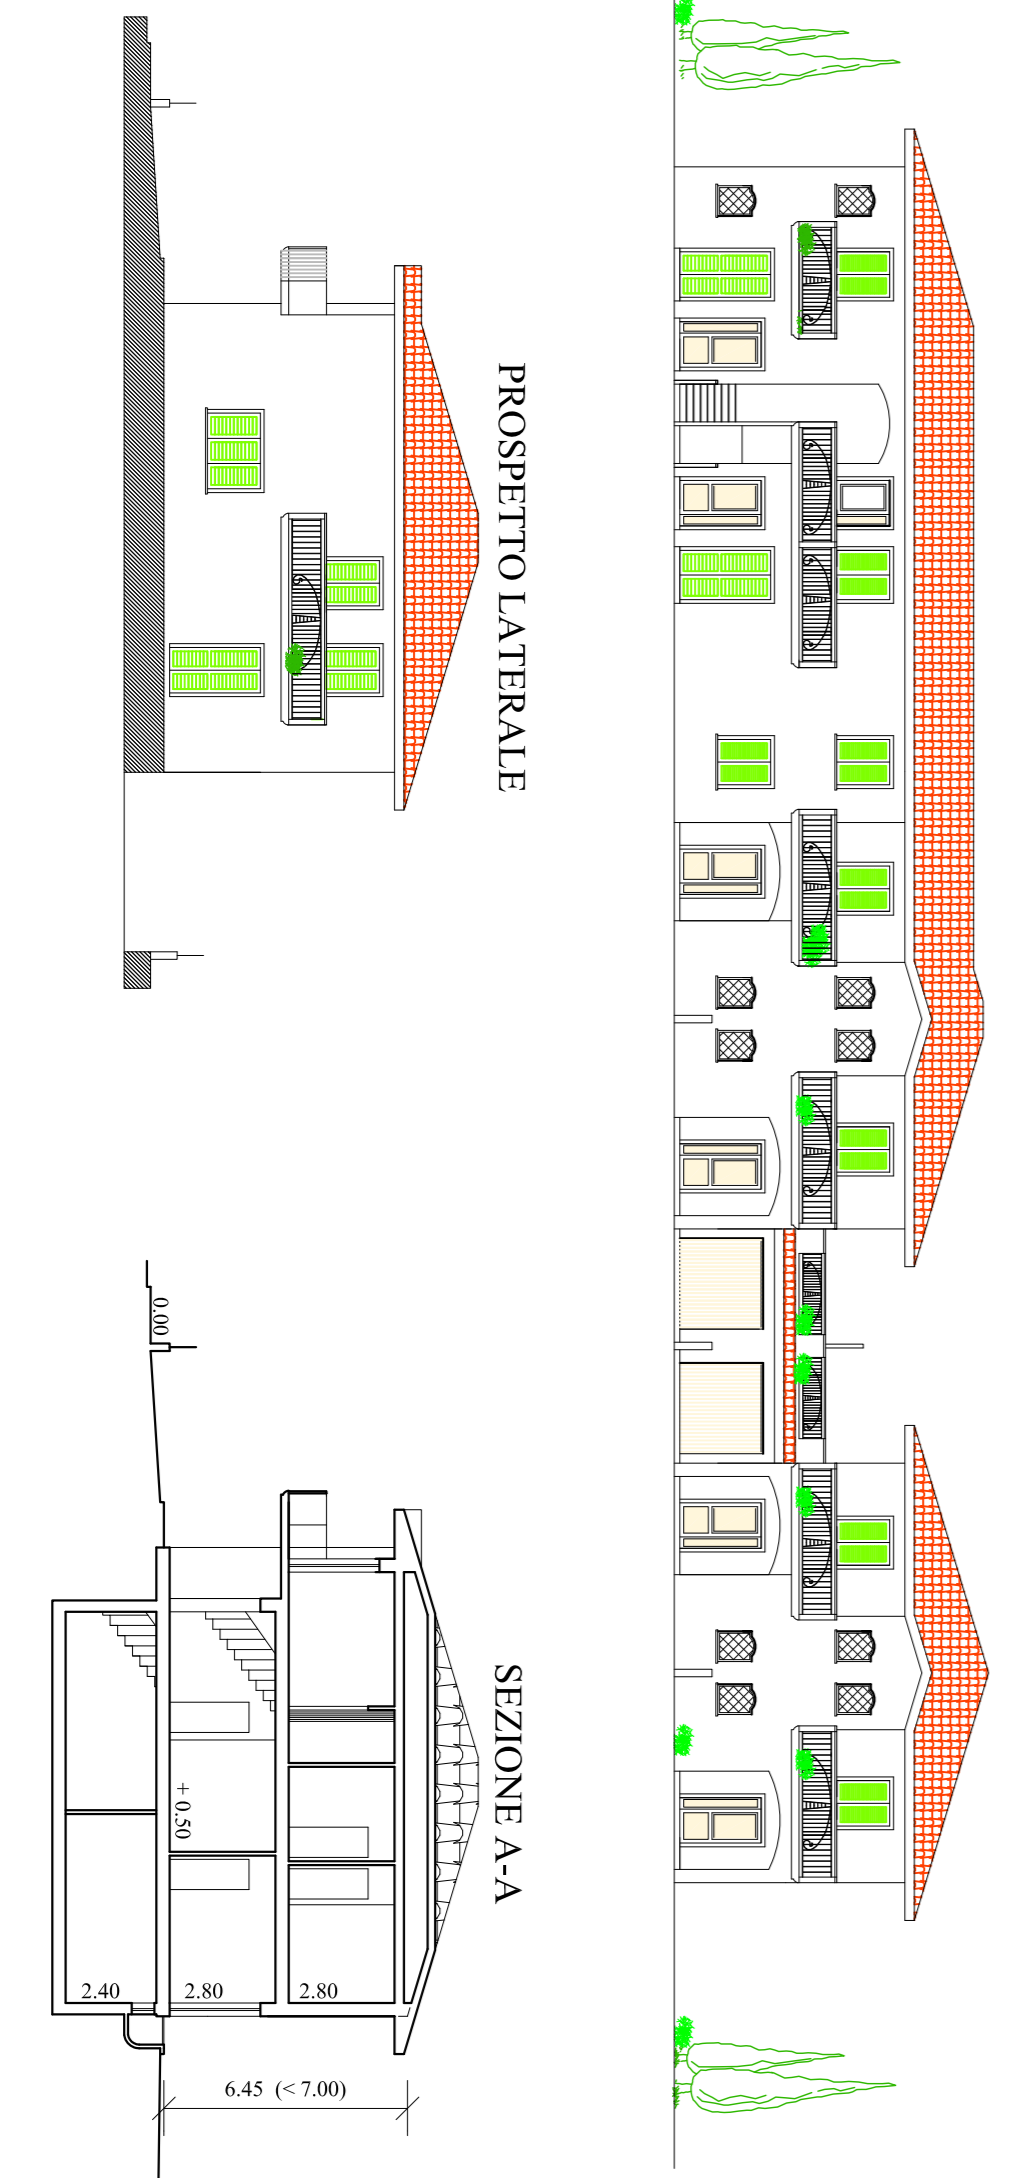 PROSPETTO LATERALE
SEZIONE A-A
0.00
+ 0.50
2.80
2.80
2.40
6.45 (< 7.00)